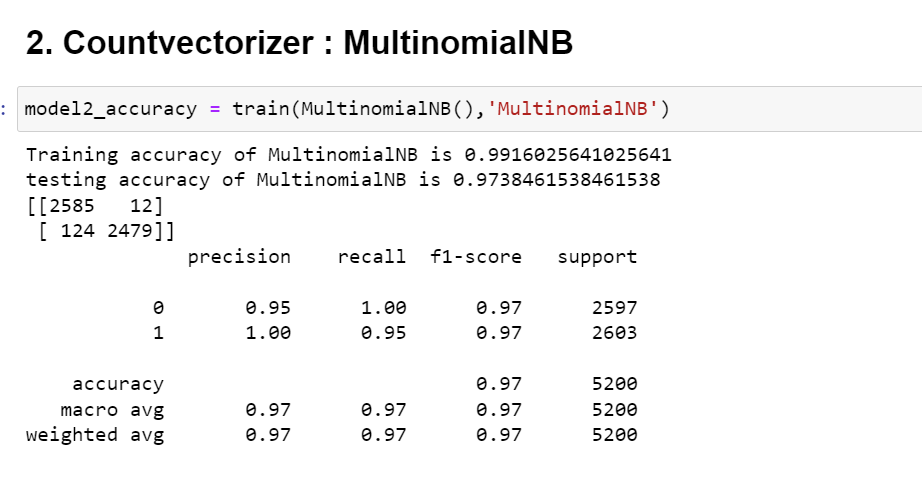 2. Countvectorizer : MultinomialNB
: model2_accuracy = train(MultinomialNB(),'MultinomialNB')
Training accuracy of MultinomialNB is 0.9916025641025641
testing accuracy of MultinomialNB is 0.9738461538461538
[[2585   12]
 [ 124 2479]]
              precision    recall  f1-score   support
           0       0.95      1.00      0.97      2597
           1       1.00      0.95      0.97      2603
    accuracy                           0.97      5200
   macro avg       0.97      0.97      0.97      5200
weighted avg       0.97      0.97      0.97      5200